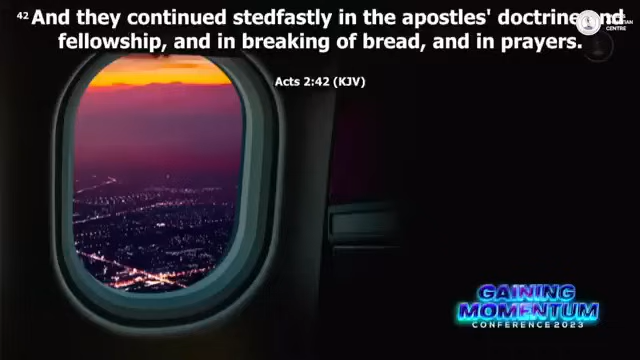 42 And they continued stedfastly in the apostles' doctrine and
fellowship, and in breaking of bread, and in prayers.
Acts 2:42 (KJV)
CENTRE
GAINING
MOMENTUM
CONFERENCE 2023